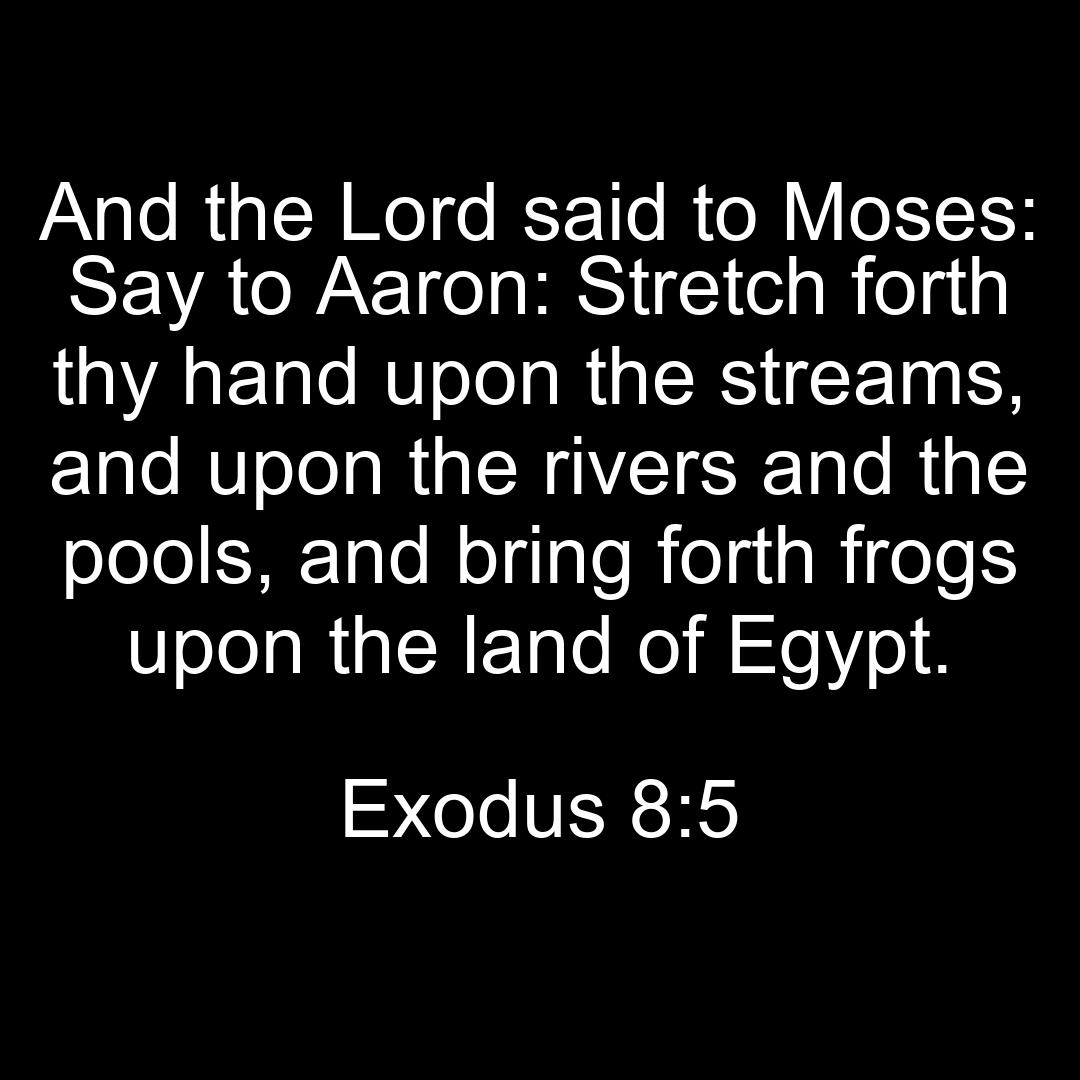 And the Lord said to Moses:
Say to Aaron: Stretch forth
thy hand upon the streams,
and upon the rivers and the
pools, and bring forth frogs
upon the land of Egypt.
Exodus 8:5